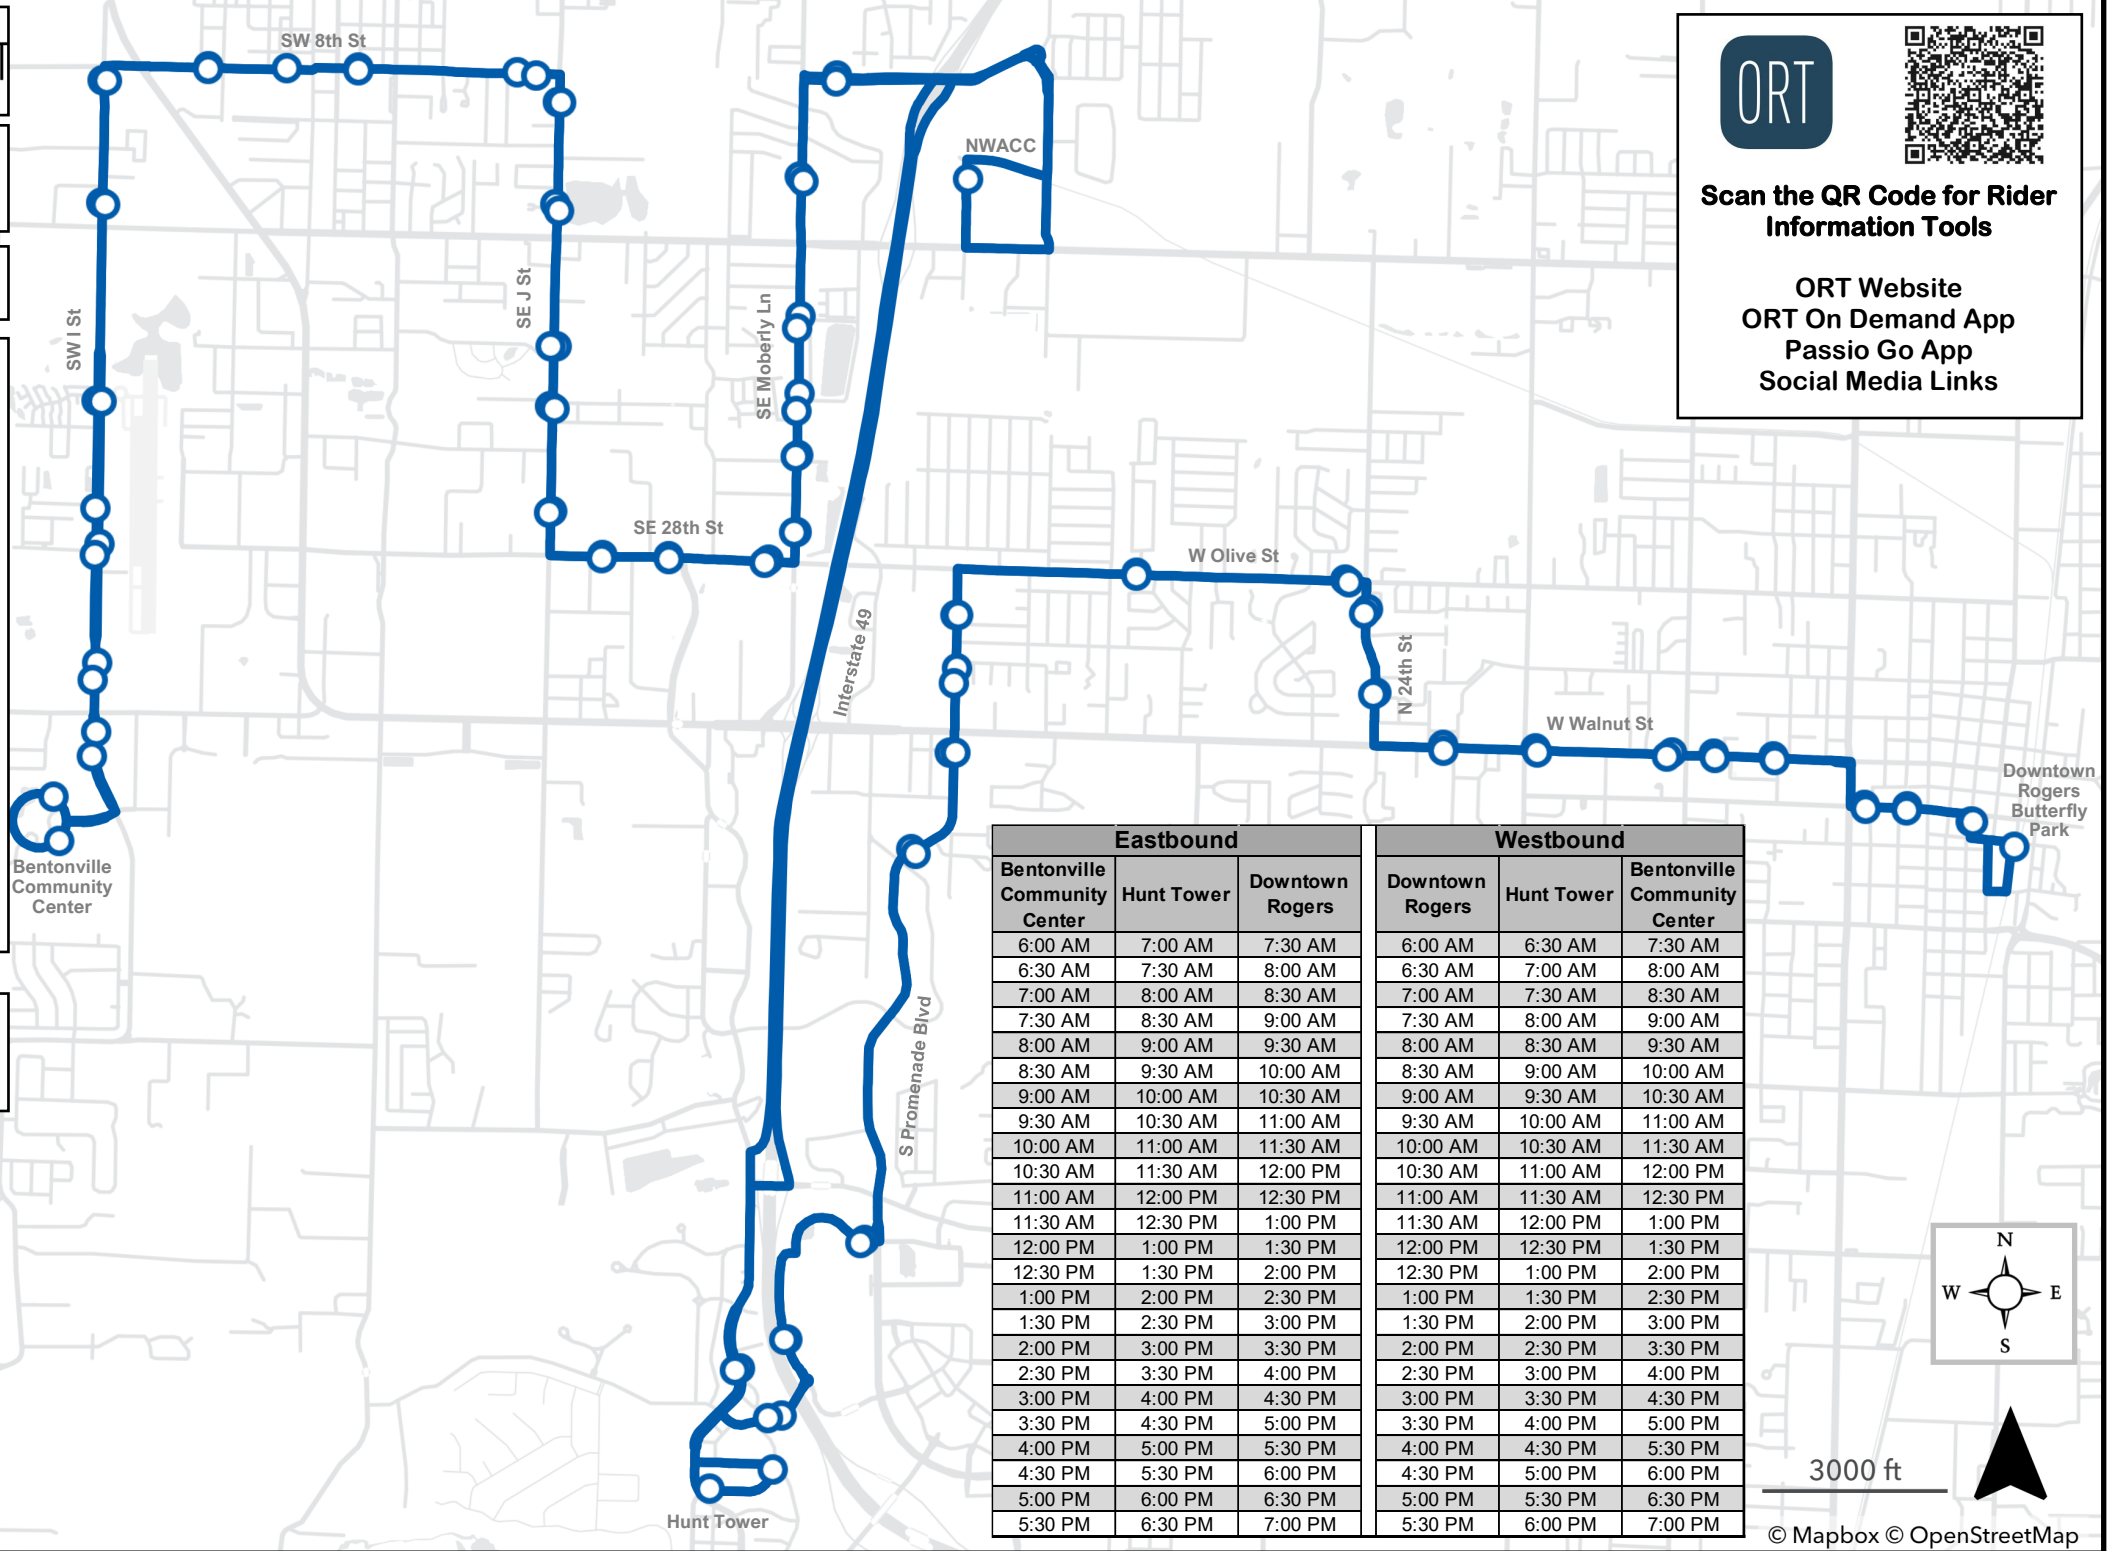 SW 8th St
NWACC
SW I St
SE J St
SE Moberly Ln
SE 28th St
Interstate 49
W Olive St
N 24th St
W Walnut St
S Promenade Blvd
Bentonville
Community
Center
Hunt Tower
Downtown
Rogers
Butterfly
Park
ORT
Scan the QR Code for Rider
Information Tools
ORT Website
ORT On Demand App
Passio Go App
Social Media Links
Eastbound Westbound
Bentonville Community Center Hunt Tower Downtown Rogers Downtown Rogers Hunt Tower Bentonville Community Center
6:00 AM 7:00 AM 7:30 AM 6:00 AM 6:30 AM 7:30 AM
6:30 AM 7:30 AM 8:00 AM 6:30 AM 7:00 AM 8:00 AM
7:00 AM 8:00 AM 8:30 AM 7:00 AM 7:30 AM 8:30 AM
7:30 AM 8:30 AM 9:00 AM 7:30 AM 8:00 AM 9:00 AM
8:00 AM 9:00 AM 9:30 AM 8:00 AM 8:30 AM 9:30 AM
8:30 AM 9:30 AM 10:00 AM 8:30 AM 9:00 AM 10:00 AM
9:00 AM 10:00 AM 10:30 AM 9:00 AM 9:30 AM 10:30 AM
9:30 AM 10:30 AM 11:00 AM 9:30 AM 10:00 AM 11:00 AM
10:00 AM 11:00 AM 11:30 AM 10:00 AM 10:30 AM 11:30 AM
10:30 AM 11:30 AM 12:00 PM 10:30 AM 11:00 AM 12:00 PM
11:00 AM 12:00 PM 12:30 PM 11:00 AM 11:30 AM 12:30 PM
11:30 AM 12:30 PM 1:00 PM 11:30 AM 12:00 PM 1:00 PM
12:00 PM 1:00 PM 1:30 PM 12:00 PM 12:30 PM 1:30 PM
12:30 PM 1:30 PM 2:00 PM 12:30 PM 1:00 PM 2:00 PM
1:00 PM 2:00 PM 2:30 PM 1:00 PM 1:30 PM 2:30 PM
1:30 PM 2:30 PM 3:00 PM 1:30 PM 2:00 PM 3:00 PM
2:00 PM 3:00 PM 3:30 PM 2:00 PM 2:30 PM 3:30 PM
2:30 PM 3:30 PM 4:00 PM 2:30 PM 3:00 PM 4:00 PM
3:00 PM 4:00 PM 4:30 PM 3:00 PM 3:30 PM 4:30 PM
3:30 PM 4:30 PM 5:00 PM 3:30 PM 4:00 PM 5:00 PM
4:00 PM 5:00 PM 5:30 PM 4:00 PM 4:30 PM 5:30 PM
4:30 PM 5:30 PM 6:00 PM 4:30 PM 5:00 PM 6:00 PM
5:00 PM 6:00 PM 6:30 PM 5:00 PM 5:30 PM 6:30 PM
5:30 PM 6:30 PM 7:00 PM 5:30 PM 6:00 PM 7:00 PM
N
W E
S
3000 ft
© Mapbox © OpenStreetMap